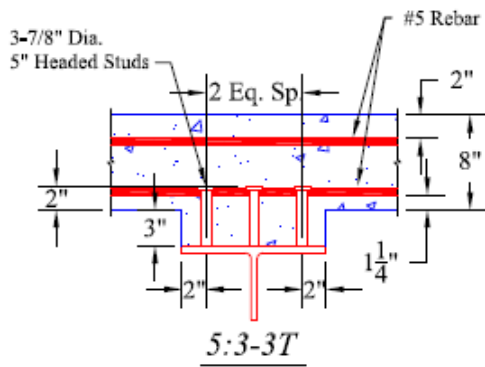 3-7/8" Dia.
5" Headed Studs
#5 Rebar
2 Eq. Sp.
2"
8"
2"
3"
1 1/4"
2"
2"
5:3-3T